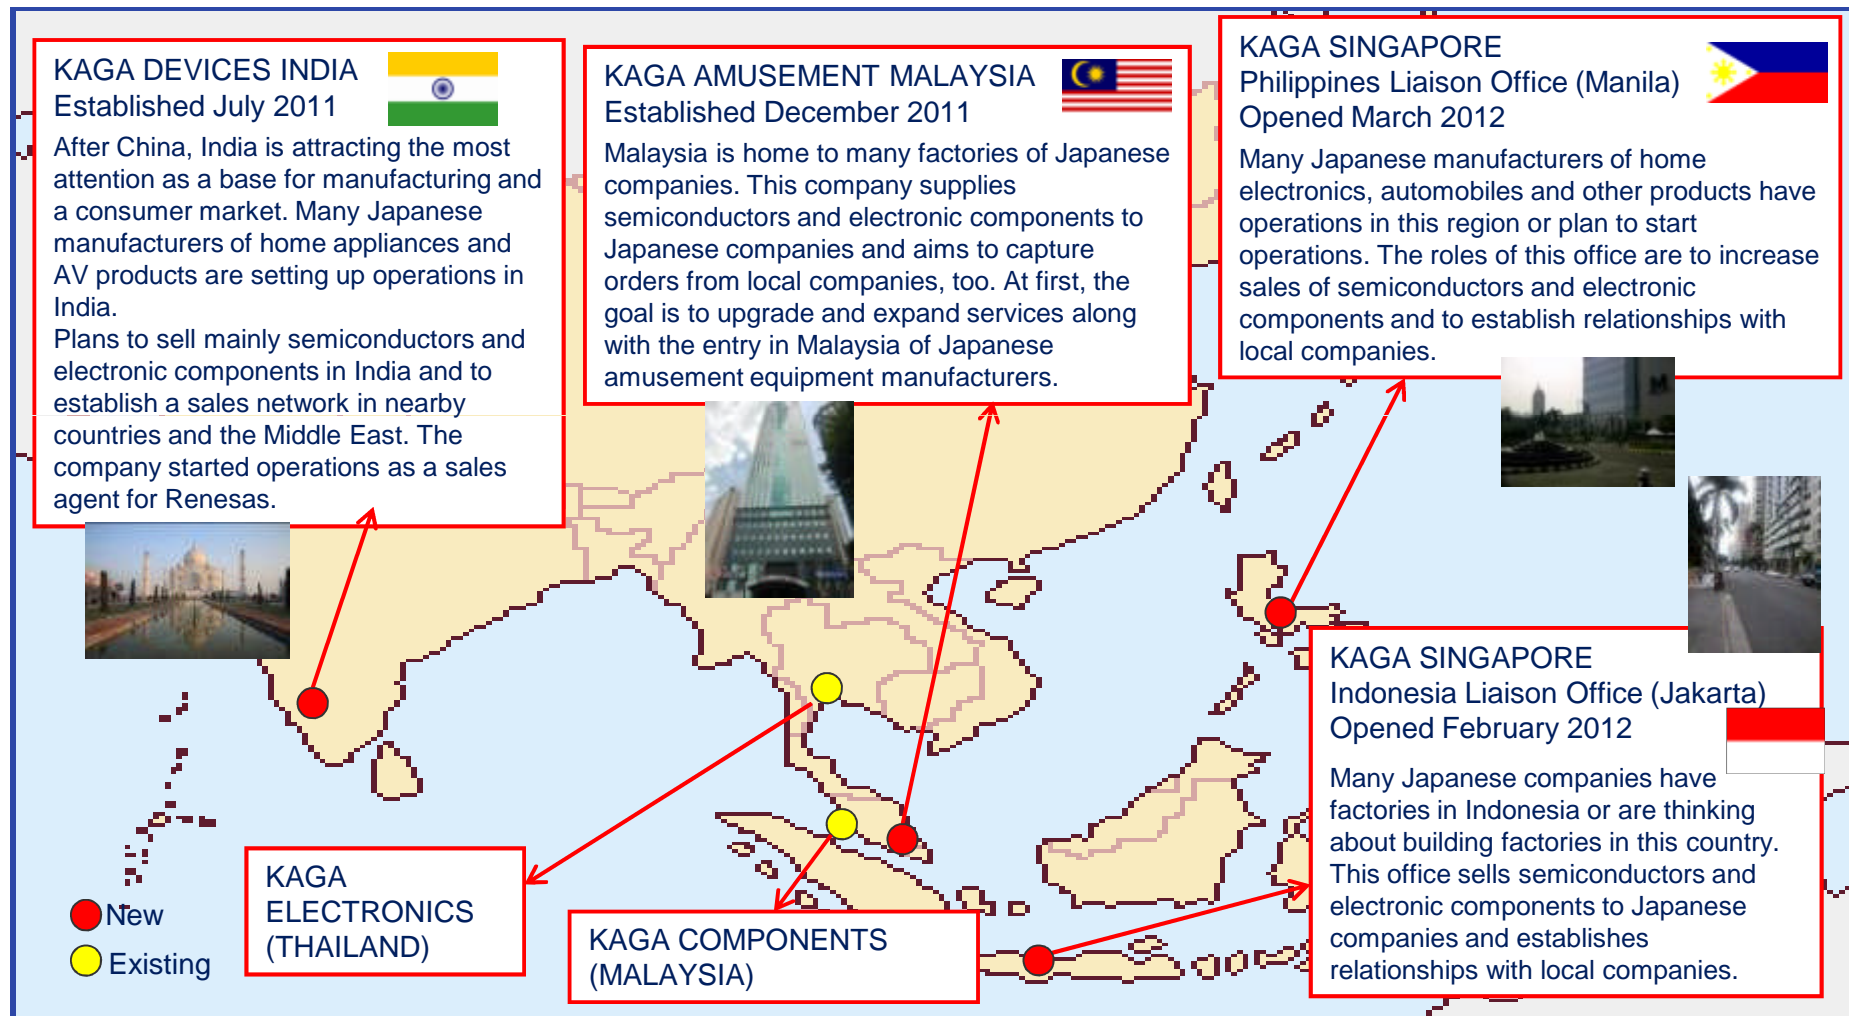 KAGA DEVICES INDIA
Established July 2011
After China, India is attracting the most
attention as a base for manufacturing and
a consumer market. Many Japanese
manufacturers of home appliances and
AV products are setting up operations in
India.
Plans to sell mainly semiconductors and
electronic components in India and to
establish a sales network in nearby
countries and the Middle East. The
company started operations as a sales
agent for Renesas.
KAGA AMUSEMENT MALAYSIA
Established December 2011
Malaysia is home to many factories of Japanese
companies. This company supplies
semiconductors and electronic components to
Japanese companies and aims to capture
orders from local companies, too. At first, the
goal is to upgrade and expand services along
with the entry in Malaysia of Japanese
amusement equipment manufacturers.
KAGA SINGAPORE
Philippines Liaison Office (Manila)
Opened March 2012
Many Japanese manufacturers of home
electronics, automobiles and other products have
operations in this region or plan to start
operations. The roles of this office are to increase
sales of semiconductors and electronic
components and to establish relationships with
local companies.
KAGA SINGAPORE
Indonesia Liaison Office (Jakarta)
Opened February 2012
Many Japanese companies have
factories in Indonesia or are thinking
about building factories in this country.
This office sells semiconductors and
electronic components to Japanese
companies and establishes
relationships with local companies.
KAGA
ELECTRONICS
(THAILAND)
KAGA COMPONENTS
(MALAYSIA)
New
Existing